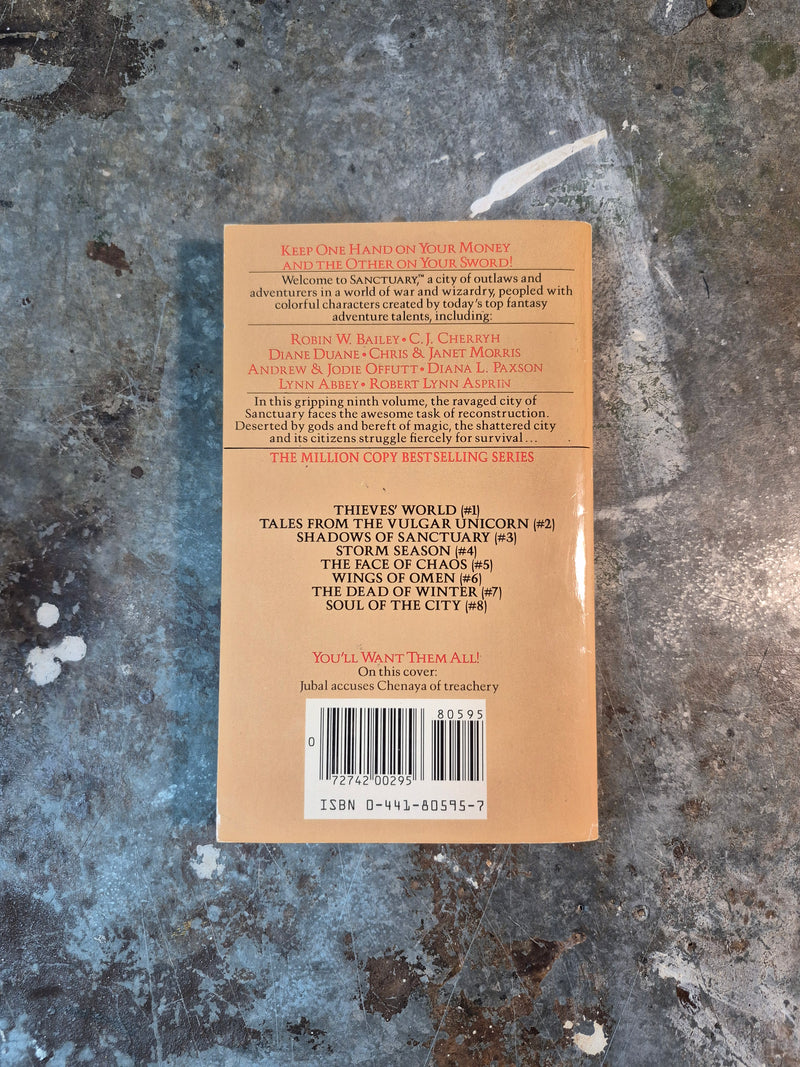 KEEP ONE HAND ON YOUR MONEY
AND THE OTHER ON YOUR SWORD!
Welcome to SANCTUARY,™ a city of outlaws and
adventurers in a world of war and wizardry, peopled with
colorful characters created by today's top fantasy
adventure talents, including:
ROBIN W. BAILEY • C.J. CHERRYH
DIANE DUANE • CHRIS & JANET MORRIS
ANDREW & JODIE OFFUTT • DIANA L. PAXSON
LYNN ABBEY • ROBERT LYNN ASPRIN
In this gripping ninth volume, the ravaged city of
Sanctuary faces the awesome task of reconstruction.
Deserted by gods and bereft of magic, the shattered city
and its citizens struggle fiercely for survival...
THE MILLION COPY BESTSELLING SERIES
THIEVES' WORLD (#1)
TALES FROM THE VULGAR UNICORN (#2)
SHADOWS OF SANCTUARY (#3)
STORM SEASON (#4)
THE FACE OF CHAOS (#5)
WINGS OF OMEN (#6)
THE DEAD OF WINTER (#7)
SOUL OF THE CITY (#8)
YOU'LL WANT THEM ALL!
On this cover:
Jubal accuses Chenaya of treachery
80595
0
72742 00295
ISBN 0-441-80595-7